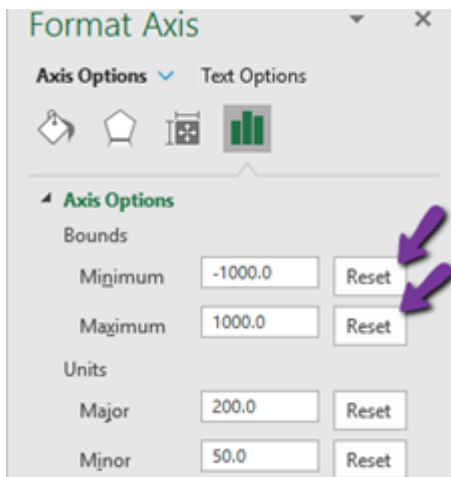 Format Axis
Axis Options Text Options
Axis Options
Bounds
Minimum -1000.0 Reset
Maximum 1000.0 Reset
Units
Major 200.0 Reset
Minor 50.0 Reset